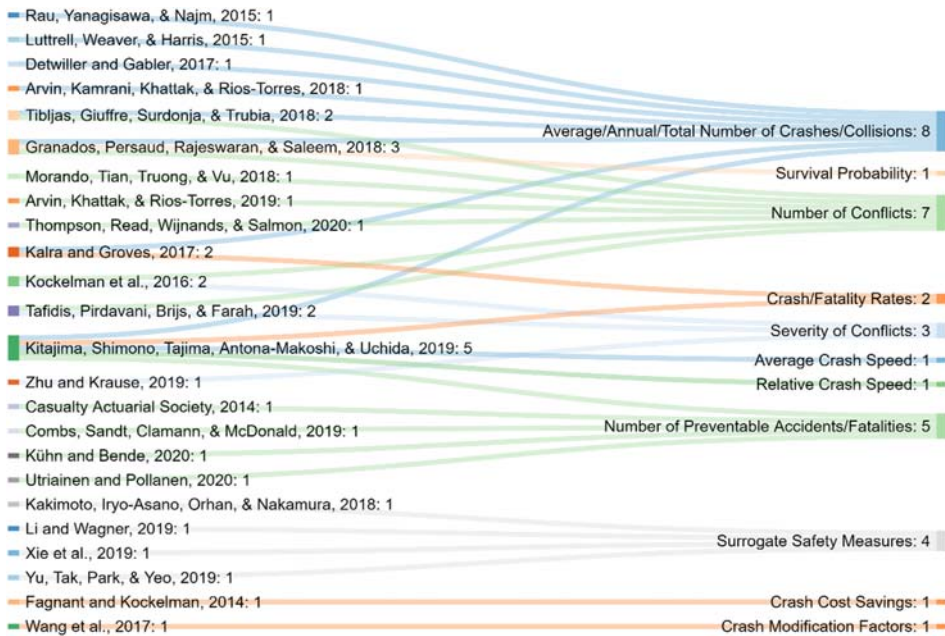 Rau, Yanagisawa, & Najm, 2015: 1
Luttrell, Weaver, & Harris, 2015: 1
Detwiller and Gabler, 2017: 1
Arvin, Kamrani, Khattak, & Rios-Torres, 2018: 1
Tibljas, Giuffre, Surdonja, & Trubia, 2018: 2
Granados, Persaud, Rajeswaran, & Saleem, 2018: 3
Morando, Tian, Truong, & Vu, 2018: 1
Arvin, Khattak, & Rios-Torres, 2019: 1
Thompson, Read, Wijnands, & Salmon, 2020: 1
Kalra and Groves, 2017: 2
Kockelman et al., 2016: 2
Tafidis, Pirdavani, Brijs, & Farah, 2019: 2
Kitajima, Shimono, Tajima, Antona-Makoshi, & Uchida, 2019: 5
Zhu and Krause, 2019: 1
Casualty Actuarial Society, 2014: 1
Combs, Sandt, Clamann, & McDonald, 2019: 1
Kühn and Bende, 2020: 1
Utriainen and Pollanen, 2020: 1
Kakimoto, Iryo-Asano, Orhan, & Nakamura, 2018: 1
Li and Wagner, 2019: 1
Xie et al., 2019: 1
Yu, Tak, Park, & Yeo, 2019: 1
Fagnant and Kockelman, 2014: 1
Wang et al., 2017: 1
Average/Annual/Total Number of Crashes/Collisions: 8
Survival Probability: 1
Number of Conflicts: 7
Crash/Fatality Rates: 2
Severity of Conflicts: 3
Average Crash Speed: 1
Relative Crash Speed: 1
Number of Preventable Accidents/Fatalities: 5
Surrogate Safety Measures: 4
Crash Cost Savings: 1
Crash Modification Factors: 1